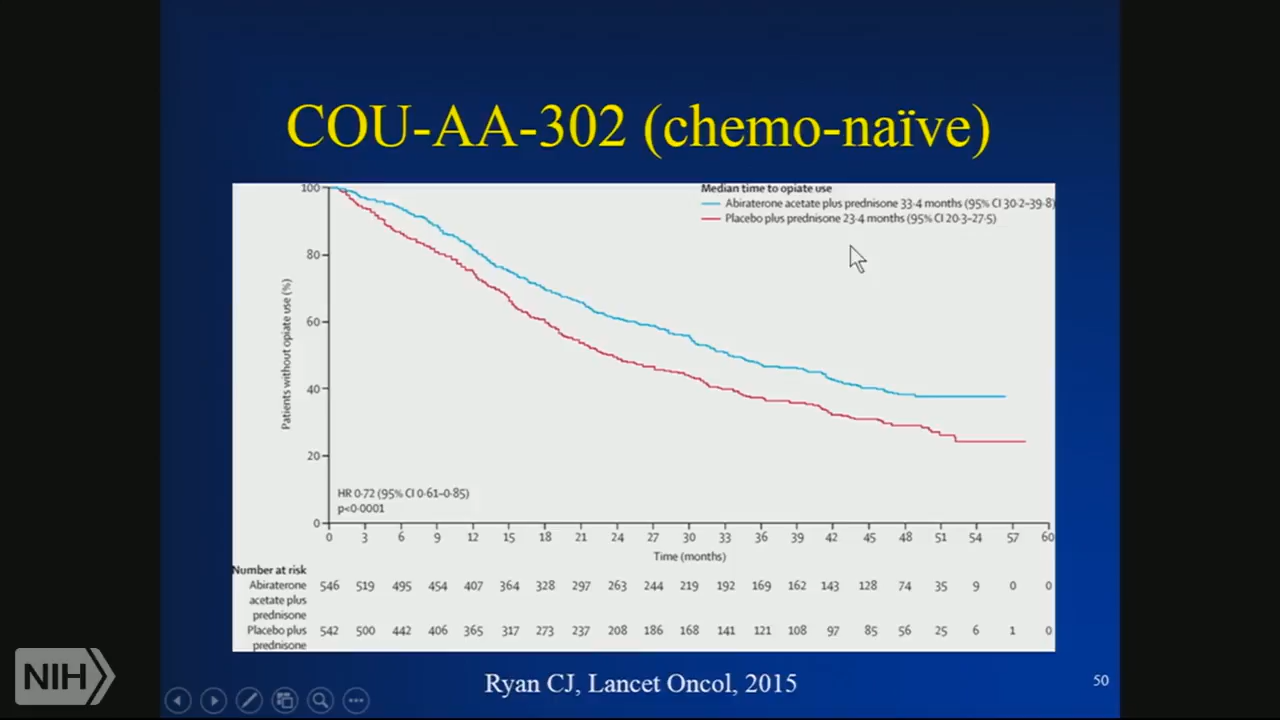 COU-AA-302 (chemo-naïve)
Median time to opiate use
Abiraterone acetate plus prednisone 33·4 months (95% CI 30·2–39·8)
Placebo plus prednisone 23·4 months (95% CI 20·3–27·5)
Patients without opiate use (%)
100
80
60
40
20
0
HR 0·72 (95% CI 0·61–0·85)
p<0·0001
0 3 6 9 12 15 18 21 24 27 30 33 36 39 42 45 48 51 54 57 60
Time (months)
Number at risk
Abiraterone 546 519 495 454 407 364 328 297 263 244 219 192 169 162 143 128 74 35 9 0 0
acetate plus
prednisone
Placebo plus 542 500 442 406 365 317 273 237 208 186 168 141 121 108 97 85 56 25 6 1 0
prednisone
Ryan CJ, Lancet Oncol, 2015
50
NIH